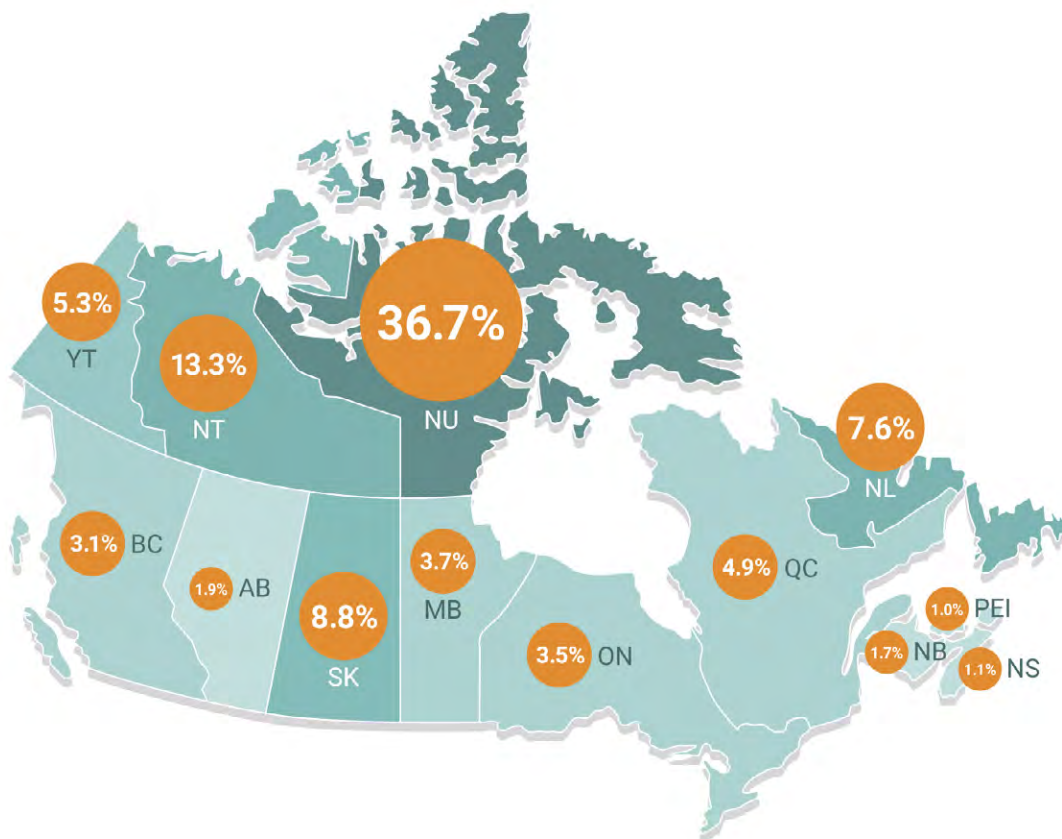 36.7%
NU
5.3%
YT
13.3%
NT
7.6%
NL
3.1% BC
1.9% AB
8.8%
SK
3.7%
MB
3.5% ON
4.9% QC
1.0% PEI
1.7% NB
1.1% NS